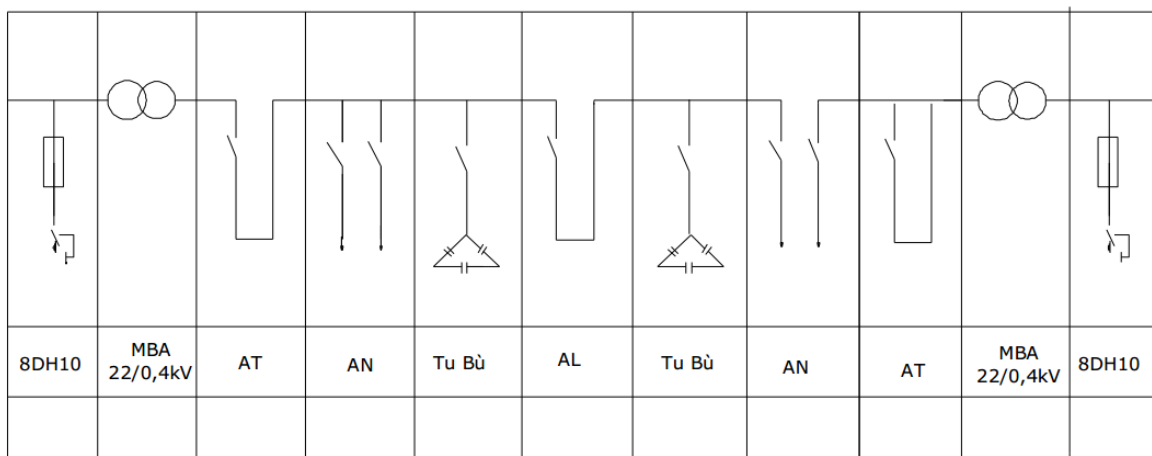 8DH10
MBA
22/0,4kV
AT
AN
Tu Bù
AL
Tu Bù
AN
AT
MBA
22/0,4kV
8DH10